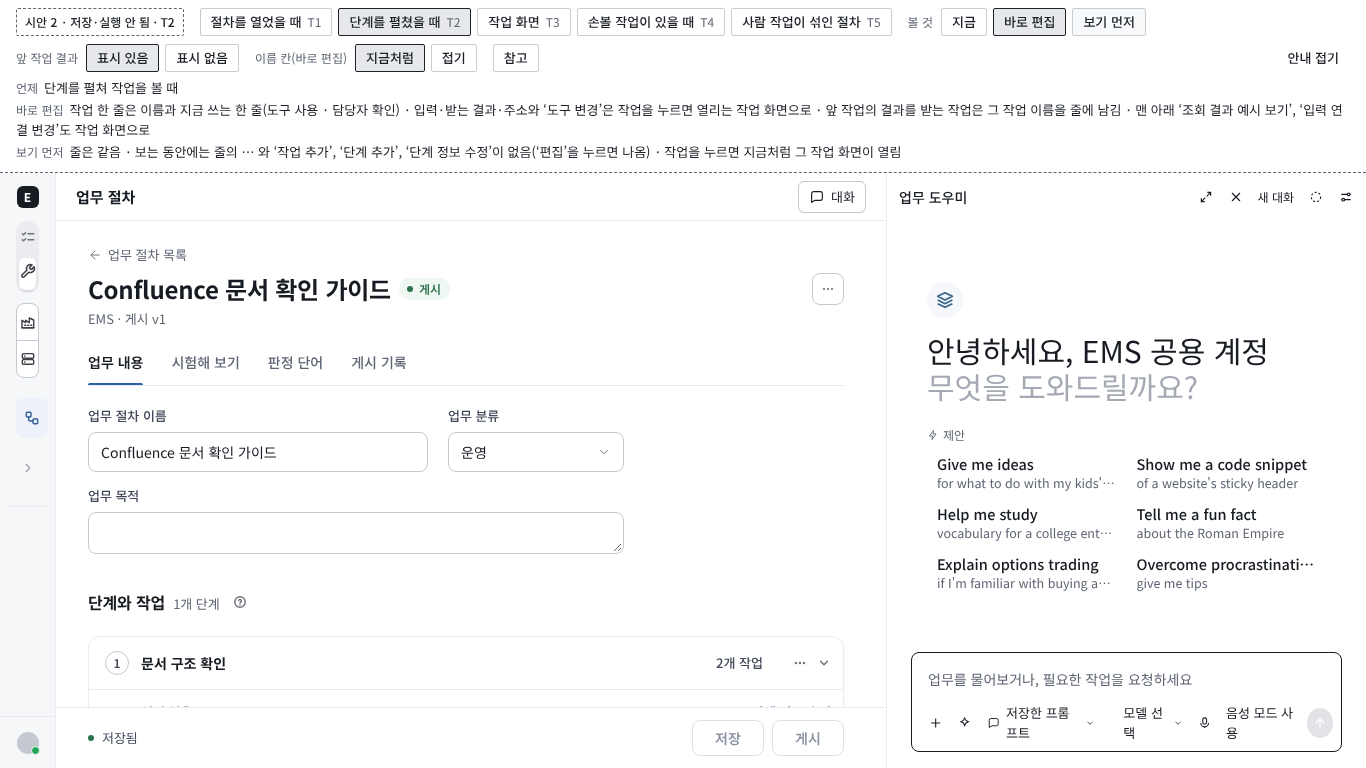 시안 2 · 저장·실행 안 됨 · T2
절차를 열었을 때 T1
단계를 펼쳤을 때 T2
작업 화면 T3
손볼 작업이 있을 때 T4
사람 작업이 섞인 절차 T5
볼 것
지금
바로 편집
보기 먼저
앞 작업 결과
표시 있음
표시 없음
이름 칸(바로 편집)
지금처럼
접기
참고
안내 접기
언제 단계를 펼쳐 작업을 볼 때
바로 편집 작업 한 줄은 이름과 지금 쓰는 한 줄(도구 사용 · 담당자 확인) · 입력·받는 결과·주소와 ‘도구 변경’은 작업을 누르면 열리는 작업 화면으로 · 앞 작업의 결과를 받는 작업은 그 작업 이름을 줄에 남김 · 맨 아래 ‘조회 결과 예시 보기’, ‘입력 연
결 변경’도 작업 화면으로
보기 먼저 줄은 같음 · 보는 동안에는 줄의 ··· 와 ‘작업 추가’, ‘단계 추가’, ‘단계 정보 수정’이 없음(‘편집’을 누르면 나옴) · 작업을 누르면 지금처럼 그 작업 화면이 열림
E
업무 절차
대화
업무 절차 목록
Confluence 문서 확인 가이드
게시
EMS · 게시 v1
업무 내용
시험해 보기
판정 단어
게시 기록
업무 절차 이름
업무 분류
Confluence 문서 확인 가이드
운영
업무 목적
단계와 작업 1개 단계
1
문서 구조 확인
2개 작업
저장됨
저장
게시
업무 도우미
새 대화
안녕하세요, EMS 공용 계정
무엇을 도와드릴까요?
제안
Give me ideas
for what to do with my kids'···
Show me a code snippet
of a website's sticky header
Help me study
vocabulary for a college ent···
Tell me a fun fact
about the Roman Empire
Explain options trading
if I'm familiar with buying a···
Overcome procrastinati···
give me tips
업무를 물어보거나, 필요한 작업을 요청하세요
저장한 프롬
프트
모델 선
택
음성 모드 사
용